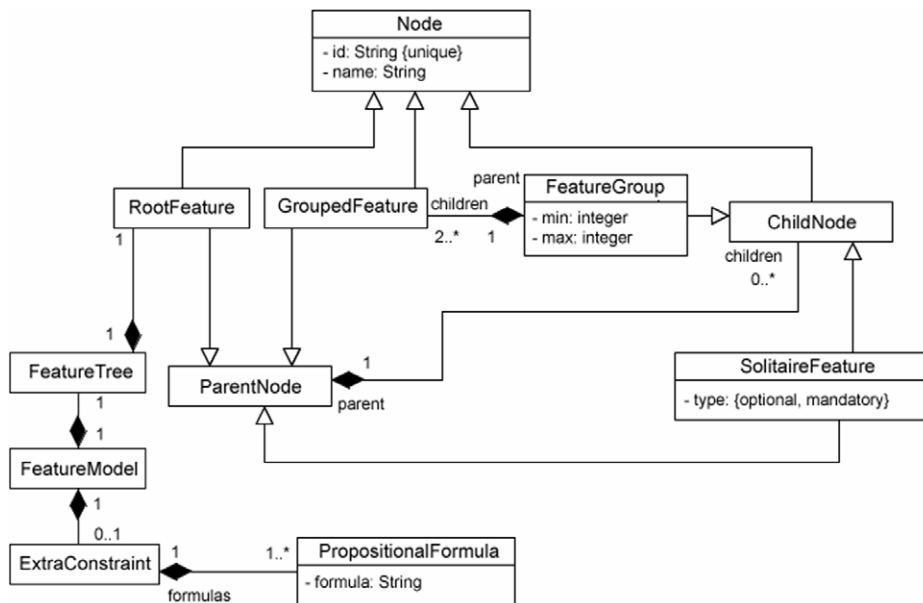 Node
- id: String {unique}
- name: String
parent
RootFeature
GroupedFeature
children
2..*
1
FeatureGroup
- min: integer
- max: integer
ChildNode
children
0..*
1
1
FeatureTree
1
ParentNode
1
parent
SolitaireFeature
- type: {optional, mandatory}
1
FeatureModel
1
0..1
ExtraConstraint
1
formulas
1..*
PropositionalFormula
- formula: String